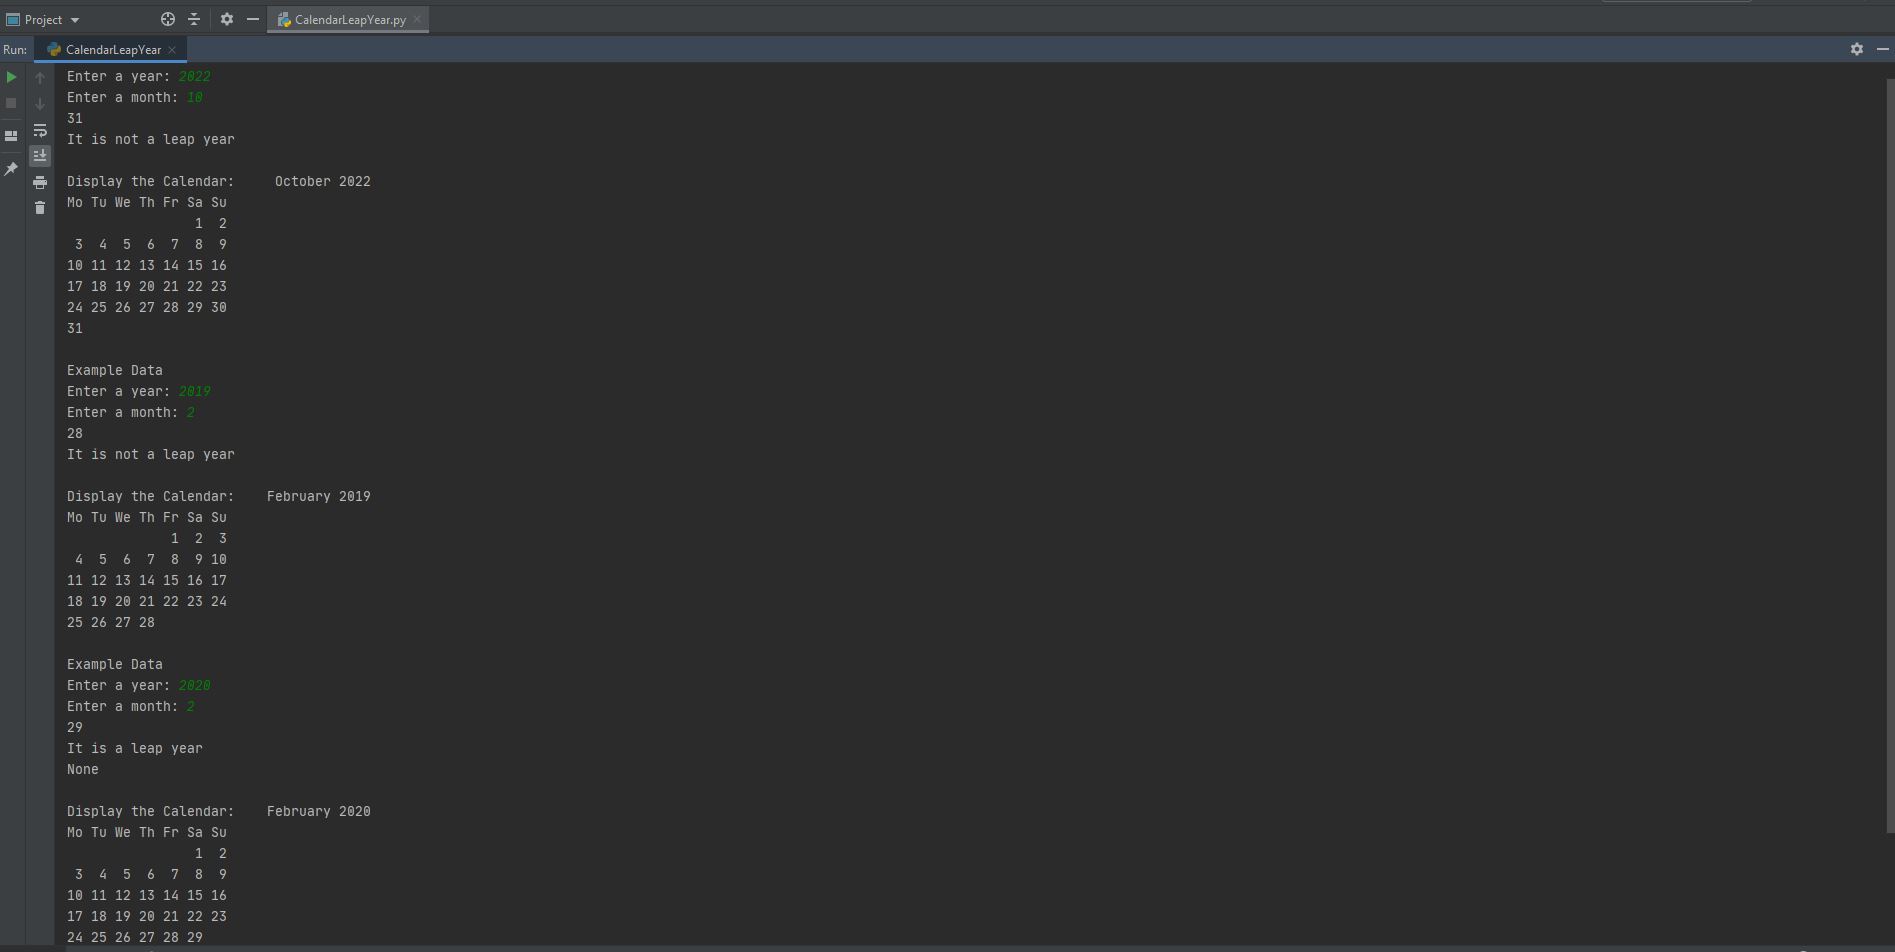 Project
CalendarLeapYear.py
Run:
CalendarLeapYear
Enter a year: 2022
Enter a month: 10
31
It is not a leap year
Display the Calendar:     October 2022
Mo Tu We Th Fr Sa Su
                1  2
 3  4  5  6  7  8  9
10 11 12 13 14 15 16
17 18 19 20 21 22 23
24 25 26 27 28 29 30
31
Example Data
Enter a year: 2019
Enter a month: 2
28
It is not a leap year
Display the Calendar:    February 2019
Mo Tu We Th Fr Sa Su
             1  2  3
 4  5  6  7  8  9 10
11 12 13 14 15 16 17
18 19 20 21 22 23 24
25 26 27 28
Example Data
Enter a year: 2020
Enter a month: 2
29
It is a leap year
None
Display the Calendar:    February 2020
Mo Tu We Th Fr Sa Su
                1  2
 3  4  5  6  7  8  9
10 11 12 13 14 15 16
17 18 19 20 21 22 23
24 25 26 27 28 29